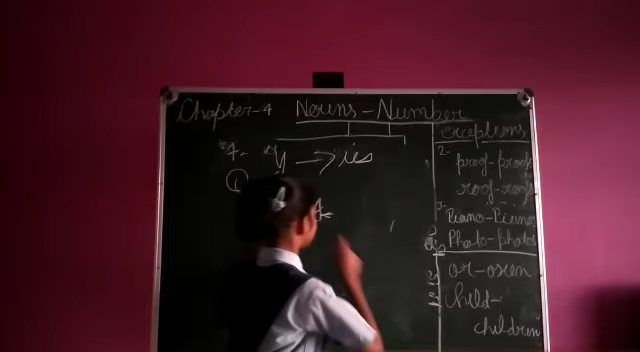 Chapter-4 Nouns-Number
exceptions
4. "y → ies
①
2- proof-proofs
roof-roofs
3- Piano-Pianos
Photo-photos
ox-oxen
child-
children